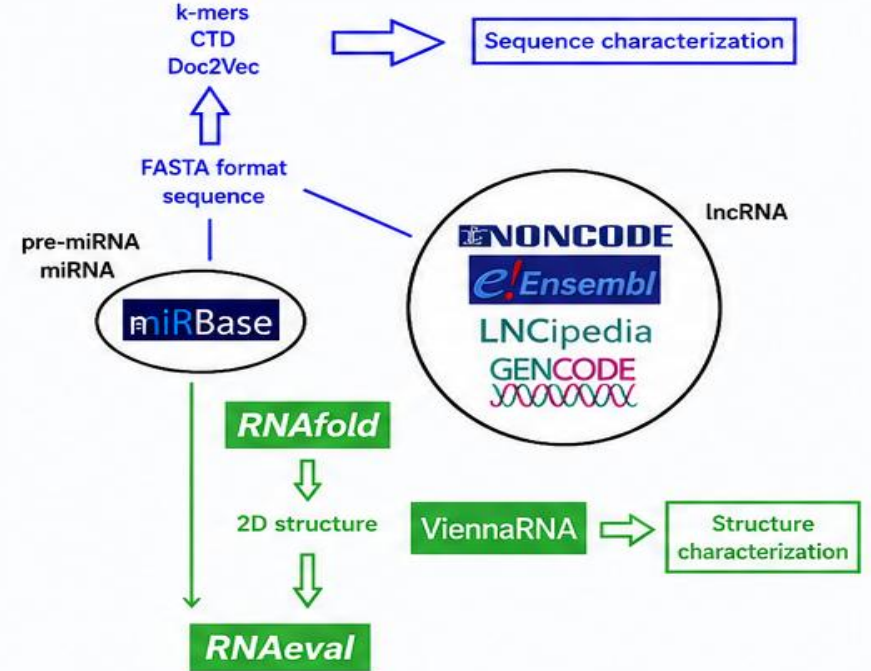 k-mers
CTD
Doc2Vec
Sequence characterization
FASTA format
sequence
lncRNA
pre-miRNA
miRNA
NONCODE
e!Ensembl
miRBase
LNCipedia
GENCODE
RNAfold
2D structure
ViennaRNA
Structure
characterization
RNAeval